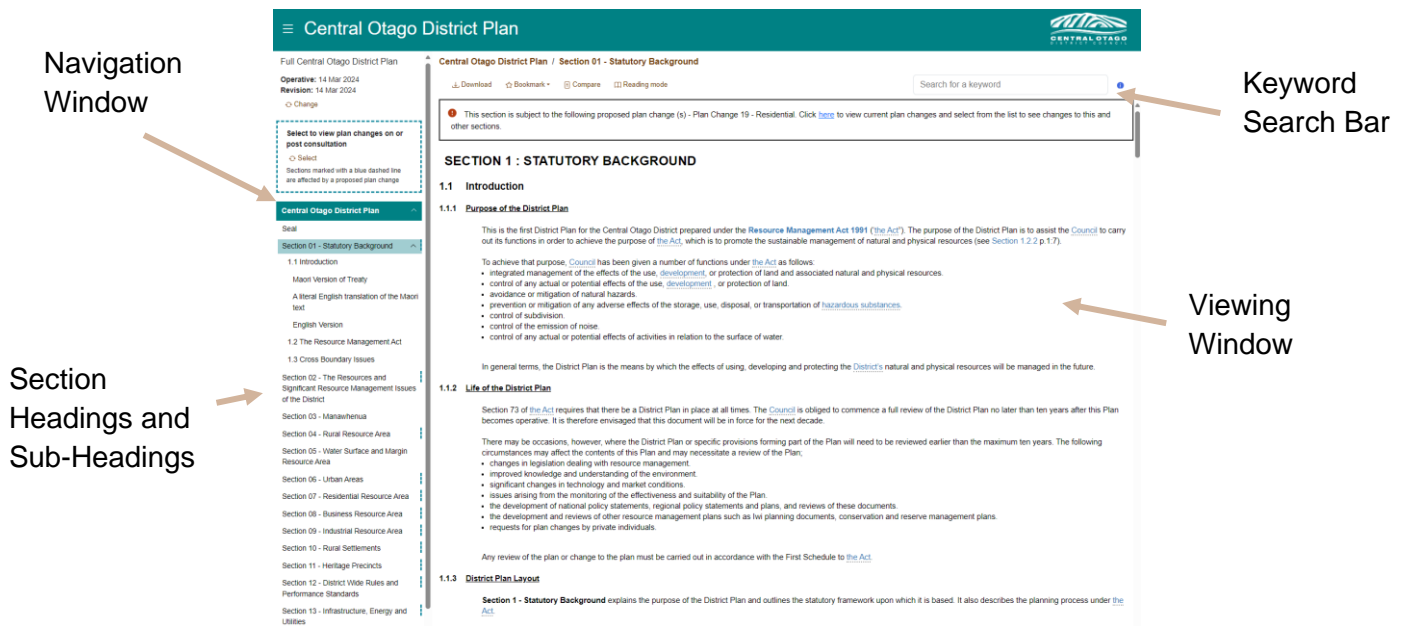 Navigation
Window
Section
Headings and
Sub-Headings
Central Otago District Plan
CENTRAL OTAGO
DISTRICT COUNCIL
Full Central Otago District Plan
Operative: 14 Mar 2024
Revision: 14 Mar 2024
Change
Select to view plan changes on or
post consultation
Select
Sections marked with a blue dashed line
are affected by a proposed plan change
Central Otago District Plan
Seal
Section 01 - Statutory Background
1.1 Introduction
Maori Version of Treaty
A literal English translation of the Maori
text
English Version
1.2 The Resource Management Act
1.3 Cross Boundary Issues
Section 02 - The Resources and
Significant Resource Management Issues
of the District
Section 03 - Manawhenua
Section 04 - Rural Resource Area
Section 05 - Water Surface and Margin
Resource Area
Section 06 - Urban Areas
Section 07 - Residential Resource Area
Section 08 - Business Resource Area
Section 09 - Industrial Resource Area
Section 10 - Rural Settlements
Section 11 - Heritage Precincts
Section 12 - District Wide Rules and
Performance Standards
Section 13 - Infrastructure, Energy and
Utilities
Central Otago District Plan / Section 01 - Statutory Background
Download Bookmark Compare Reading mode Search for a keyword
This section is subject to the following proposed plan change (s) - Plan Change 19 - Residential. Click here to view current plan changes and select from the list to see changes to this and
other sections.
SECTION 1 : STATUTORY BACKGROUND
1.1 Introduction
1.1.1 Purpose of the District Plan
This is the first District Plan for the Central Otago District prepared under the Resource Management Act 1991 ('the Act"). The purpose of the District Plan is to assist the Council to carry
out its functions in order to achieve the purpose of the Act, which is to promote the sustainable management of natural and physical resources (see Section 1.2.2 p.1:7).
To achieve that purpose, Council has been given a number of functions under the Act as follows:
• integrated management of the effects of the use, development, or protection of land and associated natural and physical resources.
• control of any actual or potential effects of the use, development , or protection of land.
• avoidance or mitigation of natural hazards.
• prevention or mitigation of any adverse effects of the storage, use, disposal, or transportation of hazardous substances.
• control of subdivision.
• control of the emission of noise.
• control of any actual or potential effects of activities in relation to the surface of water.
In general terms, the District Plan is the means by which the effects of using, developing and protecting the District's natural and physical resources will be managed in the future.
1.1.2 Life of the District Plan
Section 73 of the Act requires that there be a District Plan in place at all times. The Council is obliged to commence a full review of the District Plan no later than ten years after this Plan
becomes operative. It is therefore envisaged that this document will be in force for the next decade.
There may be occasions, however, where the District Plan or specific provisions forming part of the Plan will need to be reviewed earlier than the maximum ten years. The following
circumstances may affect the contents of this Plan and may necessitate a review of the Plan;
• changes in legislation dealing with resource management.
• improved knowledge and understanding of the environment.
• significant changes in technology and market conditions.
• issues arising from the monitoring of the effectiveness and suitability of the Plan.
• the development of national policy statements, regional policy statements and plans, and reviews of these documents.
• the development and reviews of other resource management plans such as Iwi planning documents, conservation and reserve management plans.
• requests for plan changes by private individuals.
Any review of the plan or change to the plan must be carried out in accordance with the First Schedule to the Act.
1.1.3 District Plan Layout
Section 1 - Statutory Background explains the purpose of the District Plan and outlines the statutory framework upon which it is based. It also describes the planning process under the
Act.
Keyword
Search Bar
Viewing
Window